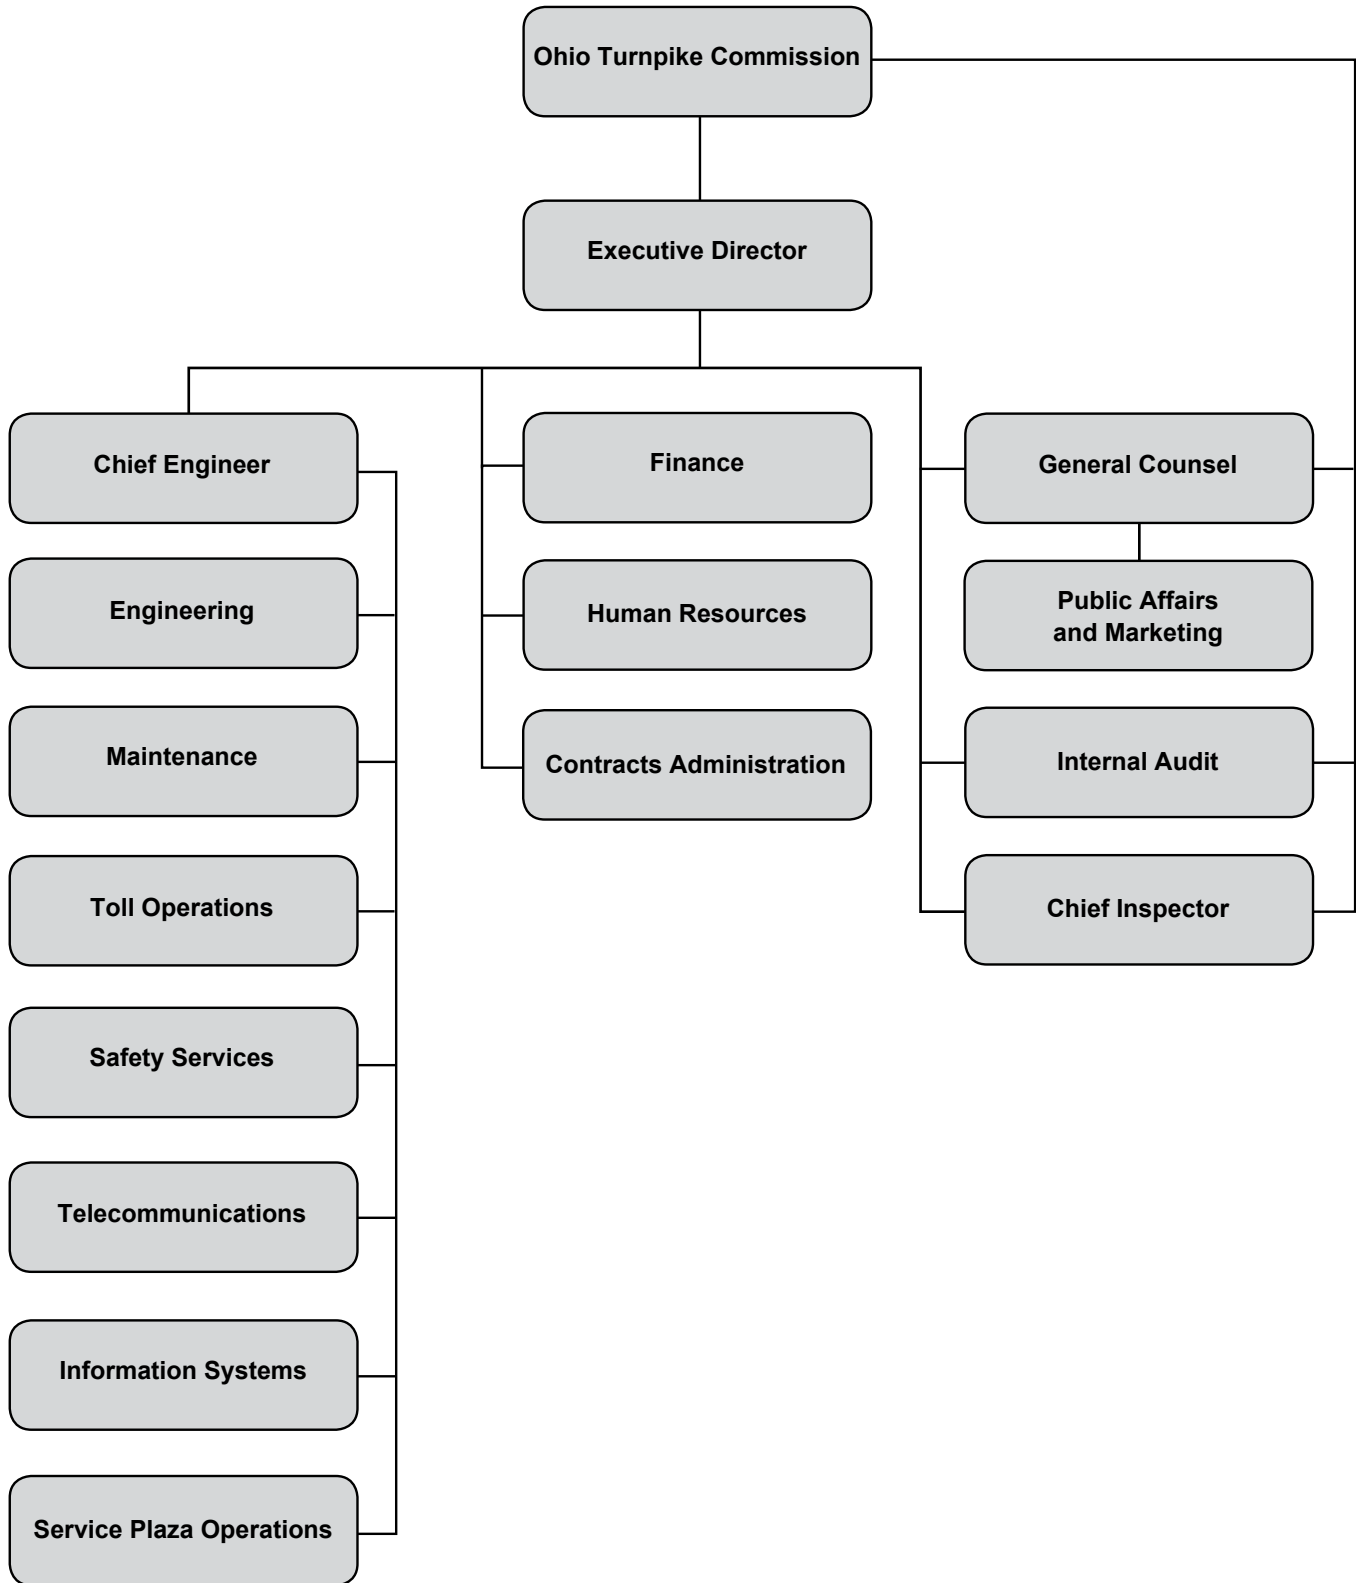 Ohio Turnpike Commission
Executive Director
Chief Engineer
Engineering
Maintenance
Toll Operations
Safety Services
Telecommunications
Information Systems
Service Plaza Operations
Finance
Human Resources
Contracts Administration
General Counsel
Public Affairs
and Marketing
Internal Audit
Chief Inspector